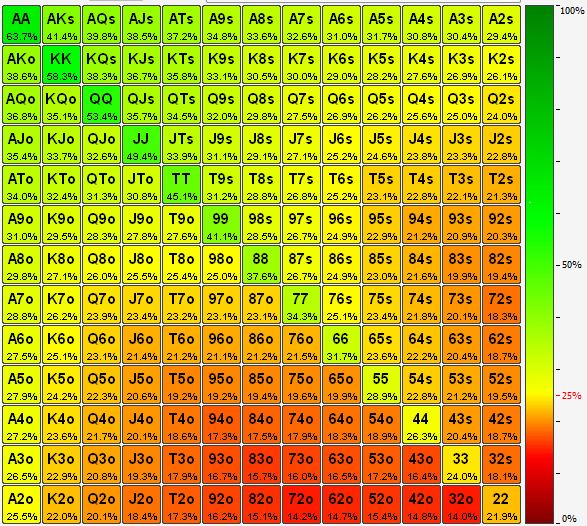 AA AKs AQs AJs ATs A9s A8s A7s A6s A5s A4s A3s A2s 100%
63.7% 41.4% 39.8% 38.5% 37.2% 34.8% 33.6% 32.6% 31.0% 31.7% 30.8% 30.2% 29.4%
AKo KK KQs KJs KTs K9s K8s K7s K6s K5s K4s K3s K2s
38.6% 58.3% 38.3% 36.7% 35.8% 33.1% 30.5% 30.0% 29.0% 28.2% 27.6% 26.8% 26.1%
AQo KQo QQ QJs QTs Q9s Q8s Q7s Q6s Q5s Q4s Q3s Q2s
36.8% 35.1% 53.4% 35.7% 34.5% 32.0% 29.8% 27.5% 26.9% 26.2% 25.6% 25.0% 24.0%
AJo KJo QJo JJ JTs J9s J8s J7s J6s J5s J4s J3s J2s
35.4% 33.7% 32.6% 49.4% 33.9% 31.1% 29.1% 27.1% 25.2% 24.6% 23.8% 23.3% 22.8%
ATo KTo QTo JTo TT T9s T8s T7s T6s T5s T4s T3s T2s
34.0% 32.4% 31.3% 30.8% 45.1% 31.2% 28.8% 26.8% 25.2% 23.1% 22.8% 22.1% 21.3%
A9o K9o Q9o J9o T9o 99 98s 97s 96s 95s 94s 93s 92s
31.0% 29.5% 28.3% 27.8% 27.6% 41.1% 28.5% 26.7% 24.9% 22.9% 21.2% 20.9% 20.3%
A8o K8o Q8o J8o T8o 98o 88 87s 86s 85s 84s 83s 82s 50%
29.8% 27.1% 26.0% 25.5% 25.4% 25.0% 37.6% 26.7% 24.9% 23.0% 21.6% 19.9% 19.4%
A7o K7o Q7o J7o T7o 97o 87o 77 76s 75s 74s 73s 72s
28.8% 26.2% 23.9% 23.4% 23.2% 23.1% 23.1% 34.3% 25.1% 23.4% 21.8% 20.1% 18.3%
A6o K6o Q6o J6o T6o 96o 86o 76o 66 65s 64s 63s 62s
27.5% 25.1% 23.1% 21.4% 21.2% 21.1% 21.2% 21.5% 31.7% 23.6% 22.2% 20.4% 18.7%
A5o K5o Q5o J5o T5o 95o 85o 75o 65o 55 54s 53s 52s 25%
27.9% 24.2% 22.3% 20.6% 19.2% 19.2% 19.4% 19.6% 19.9% 28.9% 22.8% 21.2% 19.5%
A4o K4o Q4o J4o T4o 94o 84o 74o 64o 54o 44 43s 42s
27.2% 23.6% 21.7% 20.1% 18.6% 17.3% 17.5% 17.9% 18.3% 18.9% 26.3% 20.4% 18.7%
A3o K3o Q3o J3o T3o 93o 83o 73o 63o 53o 43o 33 32s
26.5% 22.9% 20.8% 19.3% 17.9% 16.7% 15.7% 16.0% 16.5% 17.2% 16.4% 24.0% 18.1%
A2o K2o Q2o J2o T2o 92o 82o 72o 62o 52o 42o 32o 22
25.5% 22.0% 20.1% 18.4% 17.3% 16.2% 15.1% 14.2% 14.7% 15.4% 14.8% 14.0% 21.9% 0%